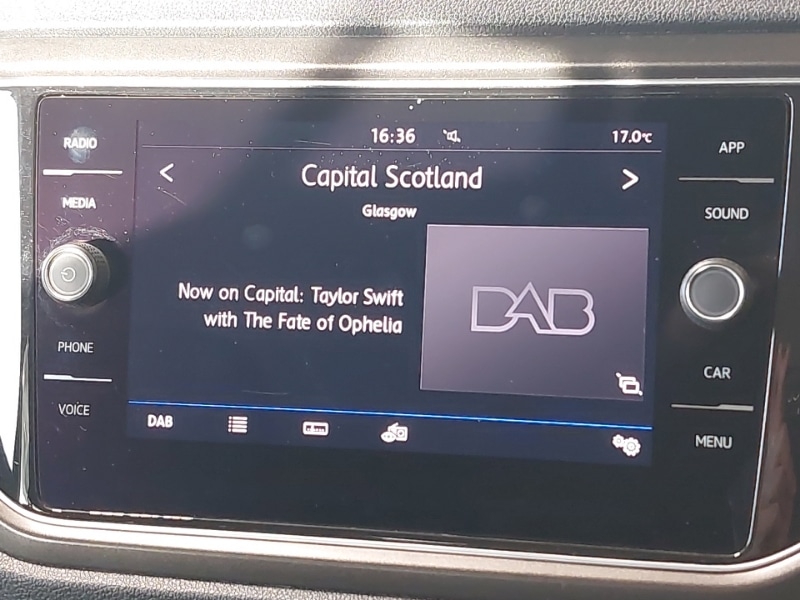 16:36
17.0°C
RADIO
MEDIA
PHONE
VOICE
<
Capital Scotland
>
Glasgow
Now on Capital: Taylor Swift
with The Fate of Ophelia
DAB
DAB
APP
SOUND
CAR
MENU